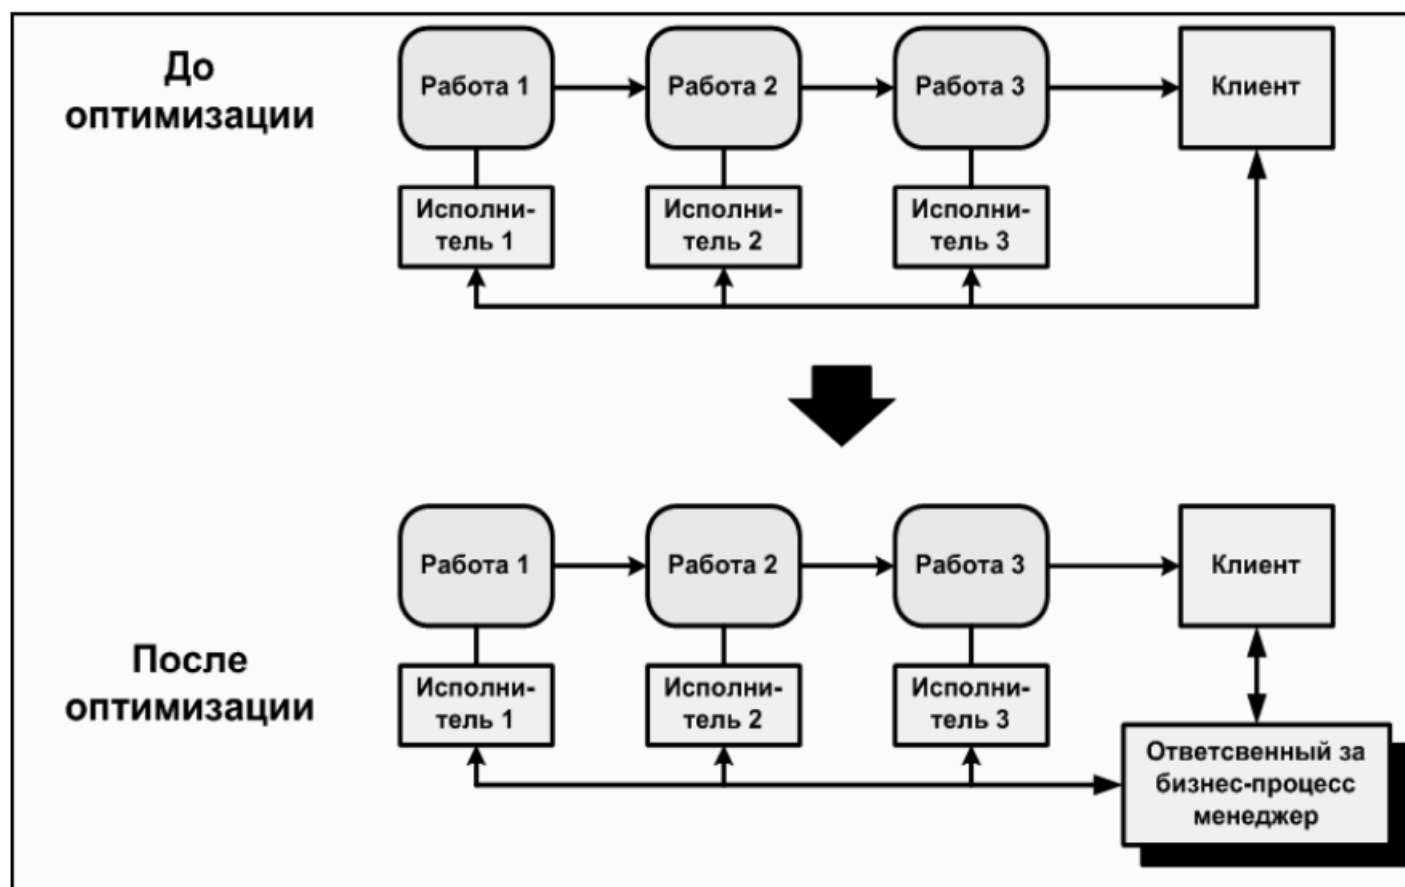 До
оптимизации
Работа 1
Работа 2
Работа 3
Клиент
Исполни-
тель 1
Исполни-
тель 2
Исполни-
тель 3
После
оптимизации
Работа 1
Работа 2
Работа 3
Клиент
Исполни-
тель 1
Исполни-
тель 2
Исполни-
тель 3
Ответсвенный за
бизнес-процесс
менеджер